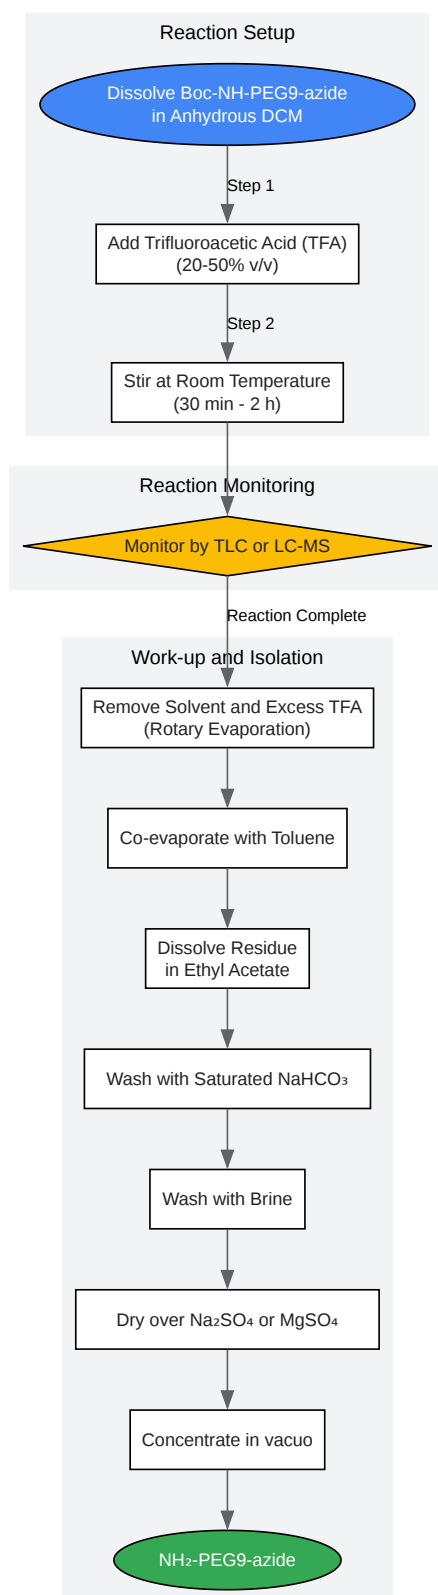 Reaction Setup
Dissolve Boc-NH-PEG9-azide
in Anhydrous DCM
Step 1
Add Trifluoroacetic Acid (TFA)
(20-50% v/v)
Step 2
Stir at Room Temperature
(30 min - 2 h)
Reaction Monitoring
Monitor by TLC or LC-MS
Reaction Complete
Work-up and Isolation
Remove Solvent and Excess TFA
(Rotary Evaporation)
Co-evaporate with Toluene
Dissolve Residue
in Ethyl Acetate
Wash with Saturated NaHCO₃
Wash with Brine
Dry over Na₂SO₄ or MgSO₄
Concentrate in vacuo
NH₂-PEG9-azide